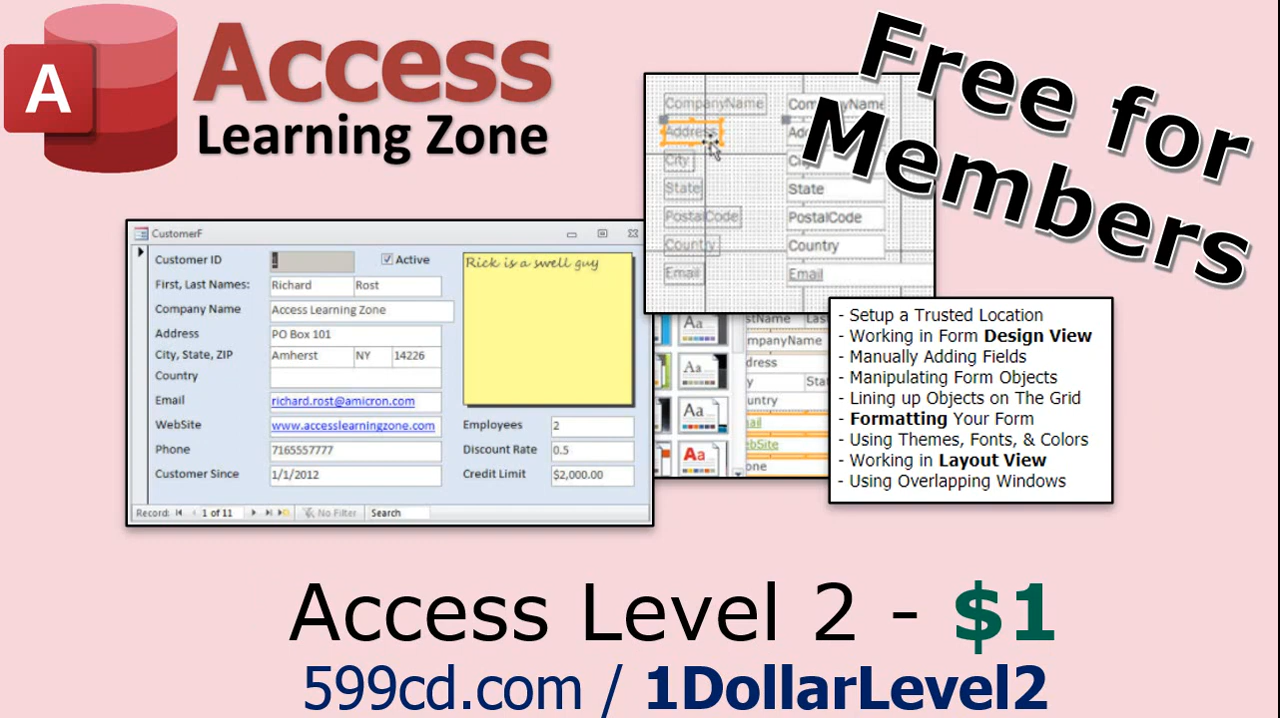 A
Access
Learning Zone
Free for
Members
CompanyName CompanyName
Address
City
State State
PostalCode PostalCode
Country Country
Email Email
CustomerF
Customer ID Active
First, Last Names: Richard Rost
Company Name Access Learning Zone
Address PO Box 101
City, State, ZIP Amherst NY 14226
Country
Email richard.rost@amicron.com
WebSite www.accesslearningzone.com
Phone 7165557777
Customer Since 1/1/2012
Rick is a swell guy
Employees 2
Discount Rate 0.5
Credit Limit $2,000.00
Record: 1 of 11 No Filter Search
Aa
Aa
Aa
Aa
- Setup a Trusted Location
- Working in Form Design View
- Manually Adding Fields
- Manipulating Form Objects
- Lining up Objects on The Grid
- Formatting Your Form
- Using Themes, Fonts, & Colors
- Working in Layout View
- Using Overlapping Windows
Access Level 2 - $1
599cd.com / 1DollarLevel2